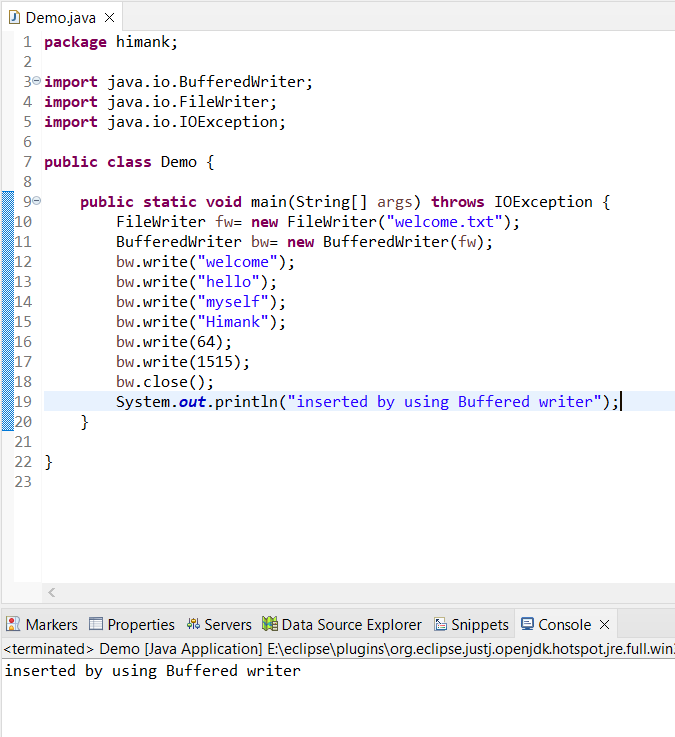 Demo.java
1 package himank;
2
3 import java.io.BufferedWriter;
4 import java.io.FileWriter;
5 import java.io.IOException;
6
7 public class Demo {
8
9     public static void main(String[] args) throws IOException {
10         FileWriter fw= new FileWriter("welcome.txt");
11         BufferedWriter bw= new BufferedWriter(fw);
12         bw.write("welcome");
13         bw.write("hello");
14         bw.write("myself");
15         bw.write("Himank");
16         bw.write(64);
17         bw.write(1515);
18         bw.close();
19         System.out.println("inserted by using Buffered writer");
20     }
21
22 }
23
Markers Properties Servers Data Source Explorer Snippets Console
<terminated> Demo [Java Application] E:\eclipse\plugins\org.eclipse.justj.openjdk.hotspot.jre.full.win
inserted by using Buffered writer